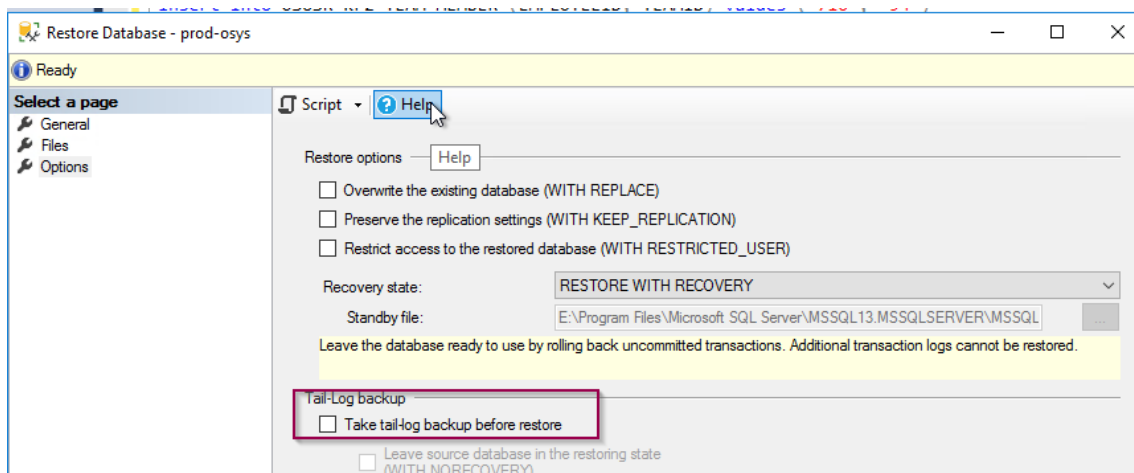 Restore Database - prod-osys
Ready
Select a page
General
Files
Options
Script
Help
Restore options
Help
Overwrite the existing database (WITH REPLACE)
Preserve the replication settings (WITH KEEP_REPLICATION)
Restrict access to the restored database (WITH RESTRICTED_USER)
Recovery state:
RESTORE WITH RECOVERY
Standby file:
E:\Program Files\Microsoft SQL Server\MSSQL13.MSSQLSERVER\MSSQL
...
Leave the database ready to use by rolling back uncommitted transactions. Additional transaction logs cannot be restored.
Tail-Log backup
Take tail-log backup before restore
Leave source database in the restoring state
(WITH NORECOVERY)